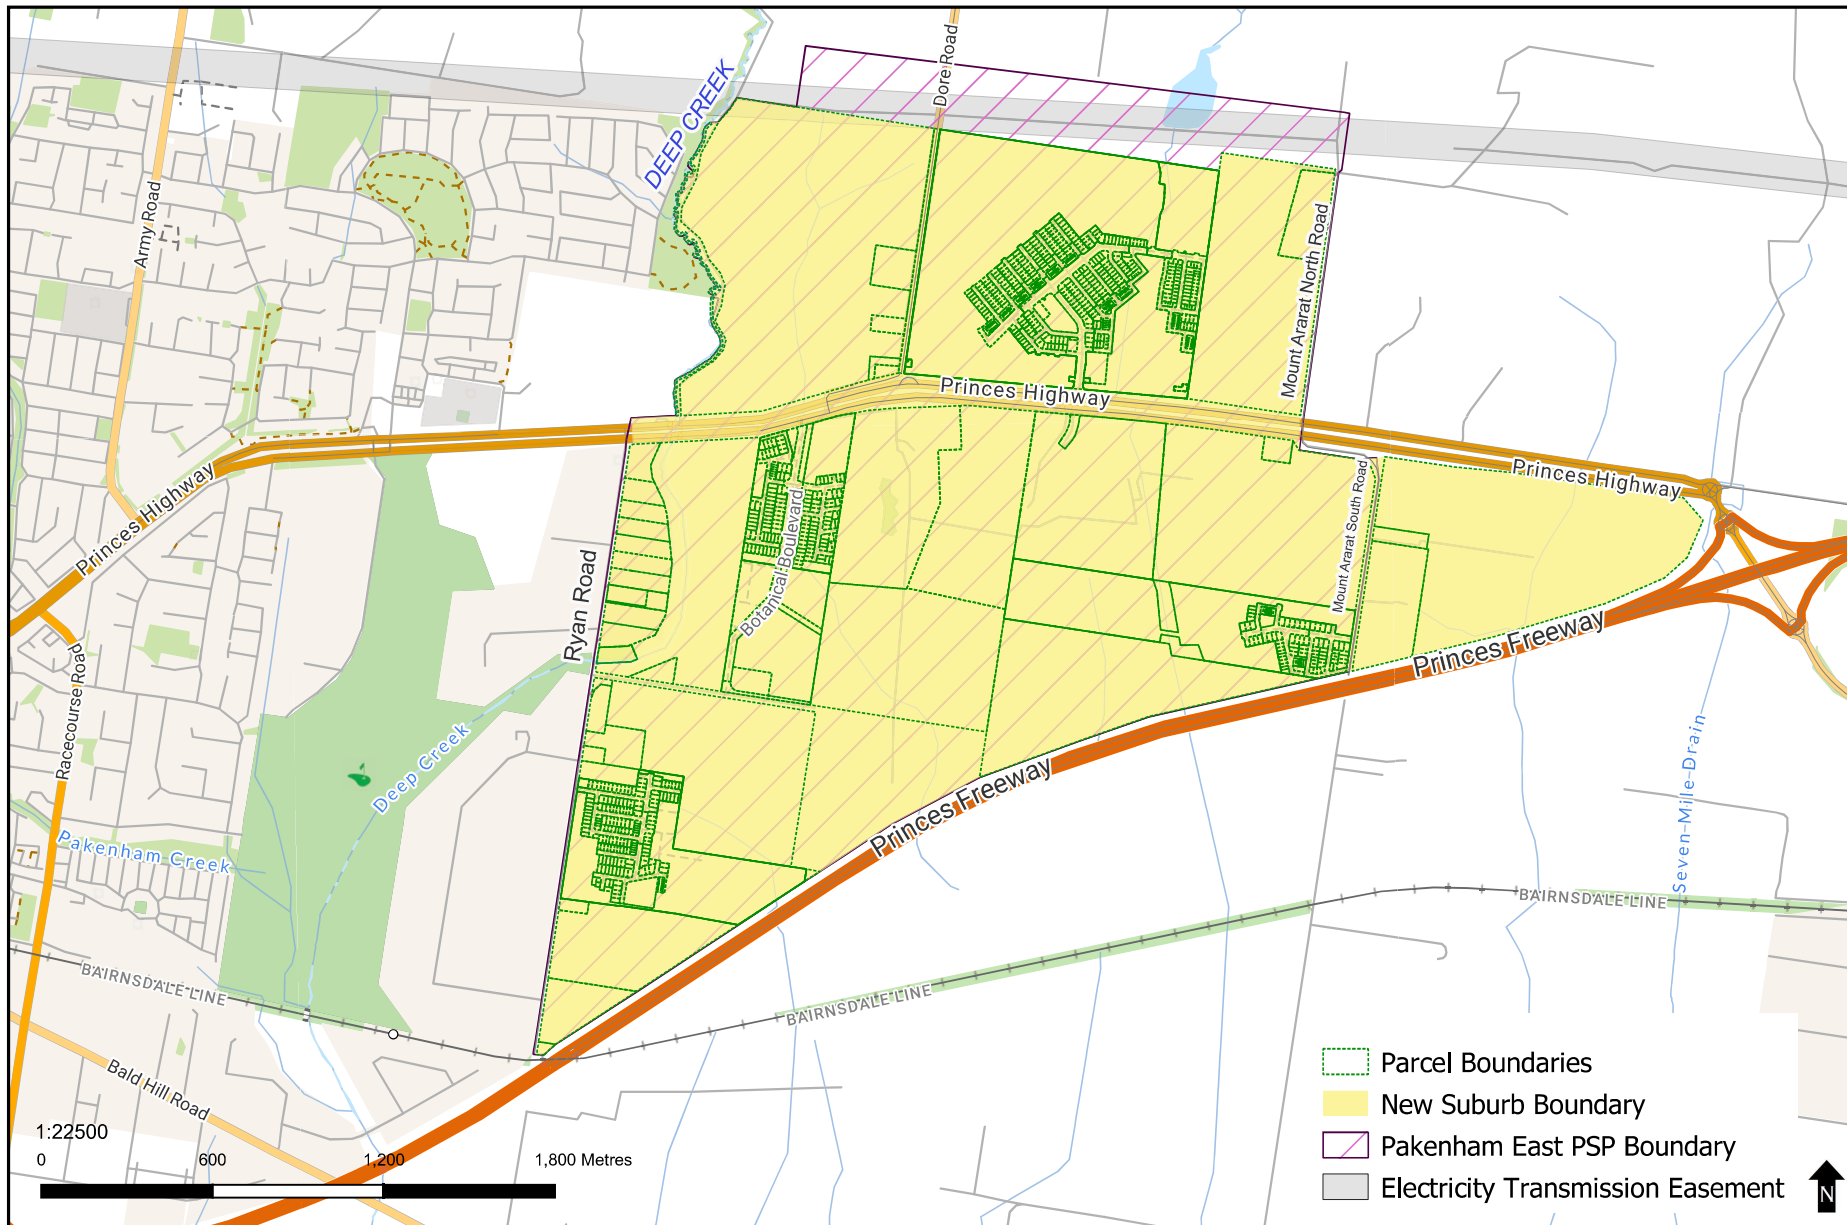 DEEP CREEK
Dore Road
Army Road
Mount Ararat North Road
Princes Highway
Princes Highway
Princes Highway
Mount Ararat South Road
Botanical Boulevard
Ryan Road
Racecourse Road
Princes Freeway
Deep Creek
Princes Freeway
Pakenham Creek
Seven-Mile-Drain
BAIRNSDALE LINE
BAIRNSDALE LINE
BAIRNSDALE LINE
Bald Hill Road
Parcel Boundaries
New Suburb Boundary
Pakenham East PSP Boundary
Electricity Transmission Easement
N
1:22500
0 600 1,200 1,800 Metres